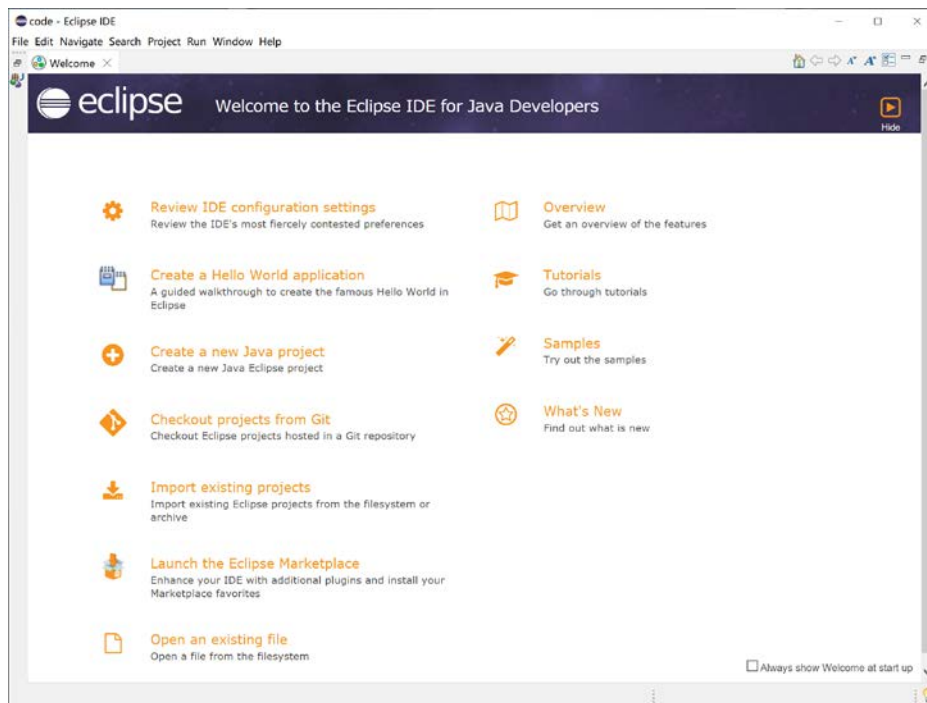 code - Eclipse IDE
File Edit Navigate Search Project Run Window Help
Welcome
eclipse
Welcome to the Eclipse IDE for Java Developers
Hide
Review IDE configuration settings
Review the IDE's most fiercely contested preferences
Create a Hello World application
A guided walkthrough to create the famous Hello World in
Eclipse
Create a new Java project
Create a new Java Eclipse project
Checkout projects from Git
Checkout Eclipse projects hosted in a Git repository
Import existing projects
Import existing Eclipse projects from the filesystem or
archive
Launch the Eclipse Marketplace
Enhance your IDE with additional plugins and install your
Marketplace favorites
Open an existing file
Open a file from the filesystem
Overview
Get an overview of the features
Tutorials
Go through tutorials
Samples
Try out the samples
What's New
Find out what is new
Always show Welcome at start up